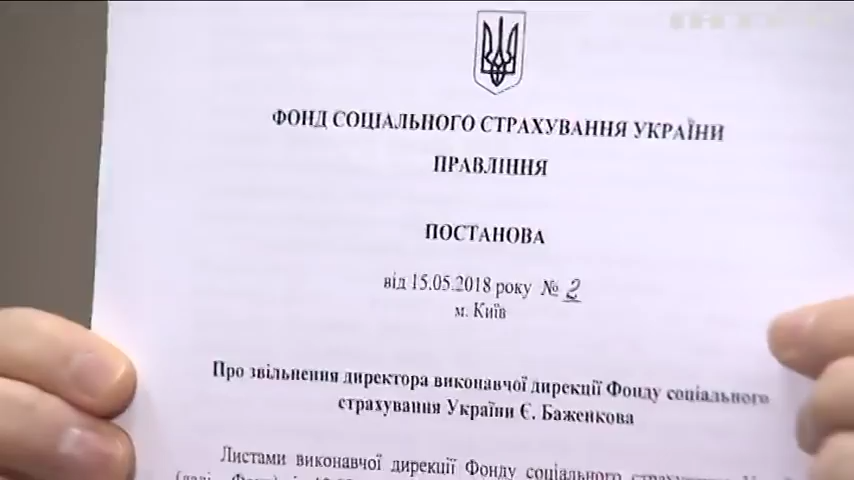 ФОНД СОЦІАЛЬНОГО СТРАХУВАННЯ УКРАЇНИ
ПРАВЛІННЯ
ПОСТАНОВА
від 15.05.2018 року № 2
м. Київ
Про звільнення директора виконавчої дирекції Фонду соціального
страхування України Є. Баженкова
Листами виконавчої дирекції Фонду соціального